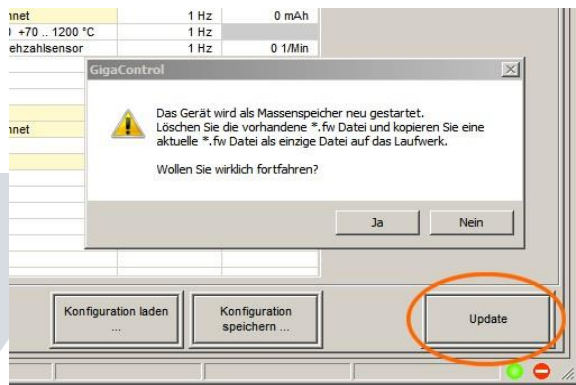 1 Hz 0 mAh
+70 .. 1200 °C 1 Hz
1 Hz 0 1/Min
GigaControl
Das Gerät wird als Massenspeicher neu gestartet.
Löschen Sie die vorhandene *.fw Datei und kopieren Sie eine
aktuelle *.fw Datei als einzige Datei auf das Laufwerk.
Wollen Sie wirklich fortfahren?
Ja Nein
Konfiguration laden
...
Konfiguration
speichern ...
Update